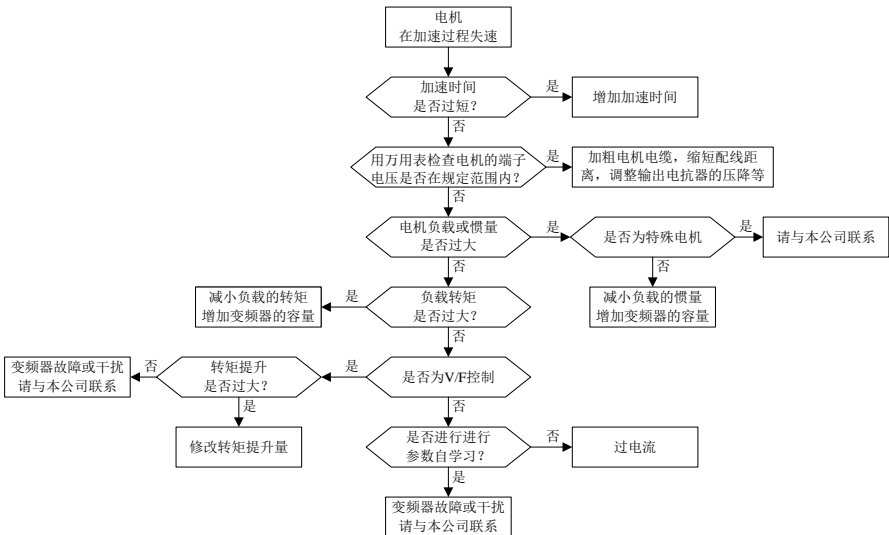 电机
在加速过程失速
加速时间
是否过短？
是
增加加速时间
否
用万用表检查电机的端子
电压是否在规定范围内？
是
加粗电机电缆，缩短配线距
离，调整输出电抗器的压降等
否
电机负载或惯量
是否过大
是
是否为特殊电机
是
请与本公司联系
否
否
减小负载的转矩
增加变频器的容量
是
负载转矩
是否过大？
减小负载的惯量
增加变频器的容量
否
变频器故障或干扰
请与本公司联系
否
转矩提升
是否过大？
是
是否为V/F控制
是
否
修改转矩提升量
是否进行进行
参数自学习？
否
过电流
是
变频器故障或干扰
请与本公司联系